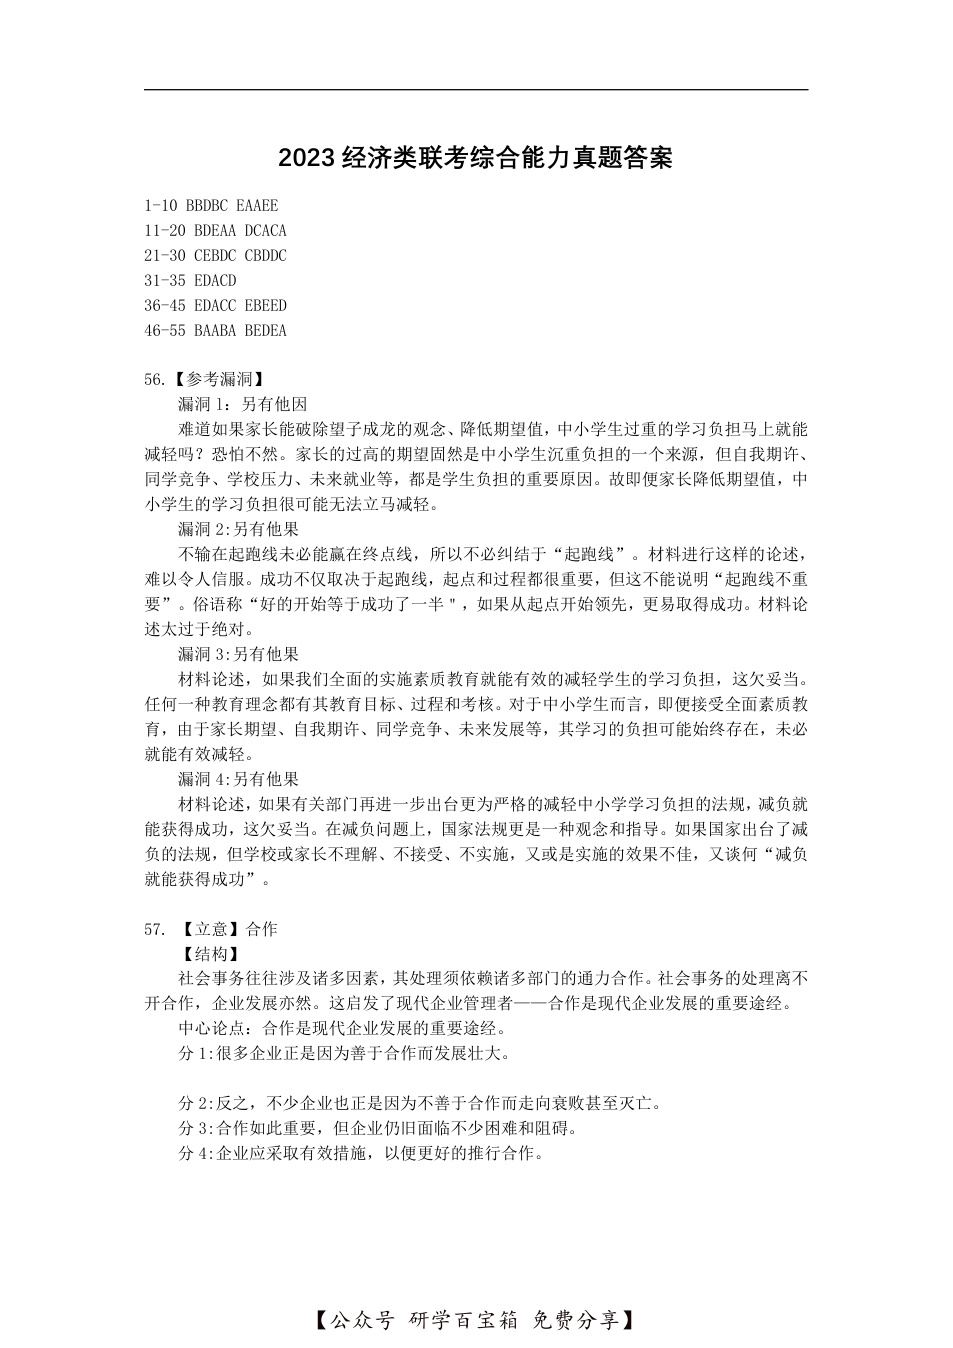 2023 经济类联考综合能力真题答案
1-10 BBDBC EAAEE
11-20 BDEAA DCACA
21-30 CEBDC CBDDC
31-35 EDACD
36-45 EDACC EBEED
46-55 BAABA BEDEA
56.【参考漏洞】
漏洞 1：另有他因
难道如果家长能破除望子成龙的观念、降低期望值，中小学生过重的学习负担马上就能
减轻吗？恐怕不然。家长的过高的期望固然是中小学生沉重负担的一个来源，但自我期许、
同学竞争、学校压力、未来就业等，都是学生负担的重要原因。故即便家长降低期望值，中
小学生的学习负担很可能无法立马减轻。
漏洞 2:另有他果
不输在起跑线未必能赢在终点线，所以不必纠结于“起跑线”。材料进行这样的论述，
难以令人信服。成功不仅取决于起跑线，起点和过程都很重要，但这不能说明“起跑线不重
要”。俗语称“好的开始等于成功了一半＂，如果从起点开始领先，更易取得成功。材料论
述太过于绝对。
漏洞 3:另有他果
材料论述，如果我们全面的实施素质教育就能有效的减轻学生的学习负担，这欠妥当。
任何一种教育理念都有其教育目标、过程和考核。对于中小学生而言，即便接受全面素质教
育，由于家长期望、自我期许、同学竞争、未来发展等，其学习的负担可能始终存在，未必
就能有效减轻。
漏洞 4:另有他果
材料论述，如果有关部门再进一步出台更为严格的减轻中小学学习负担的法规，减负就
能获得成功，这欠妥当。在减负问题上，国家法规更是一种观念和指导。如果国家出台了减
负的法规，但学校或家长不理解、不接受、不实施，又或是实施的效果不佳，又谈何“减负
就能获得成功”。
57. 【立意】合作
【结构】
社会事务往往涉及诸多因素，其处理须依赖诸多部门的通力合作。社会事务的处理离不
开合作，企业发展亦然。这启发了现代企业管理者——合作是现代企业发展的重要途经。
中心论点：合作是现代企业发展的重要途经。
分 1:很多企业正是因为善于合作而发展壮大。
分 2:反之，不少企业也正是因为不善于合作而走向衰败甚至灭亡。
分 3:合作如此重要，但企业仍旧面临不少困难和阻碍。
分 4:企业应采取有效措施，以便更好的推行合作。
【公众号 研学百宝箱 免费分享】